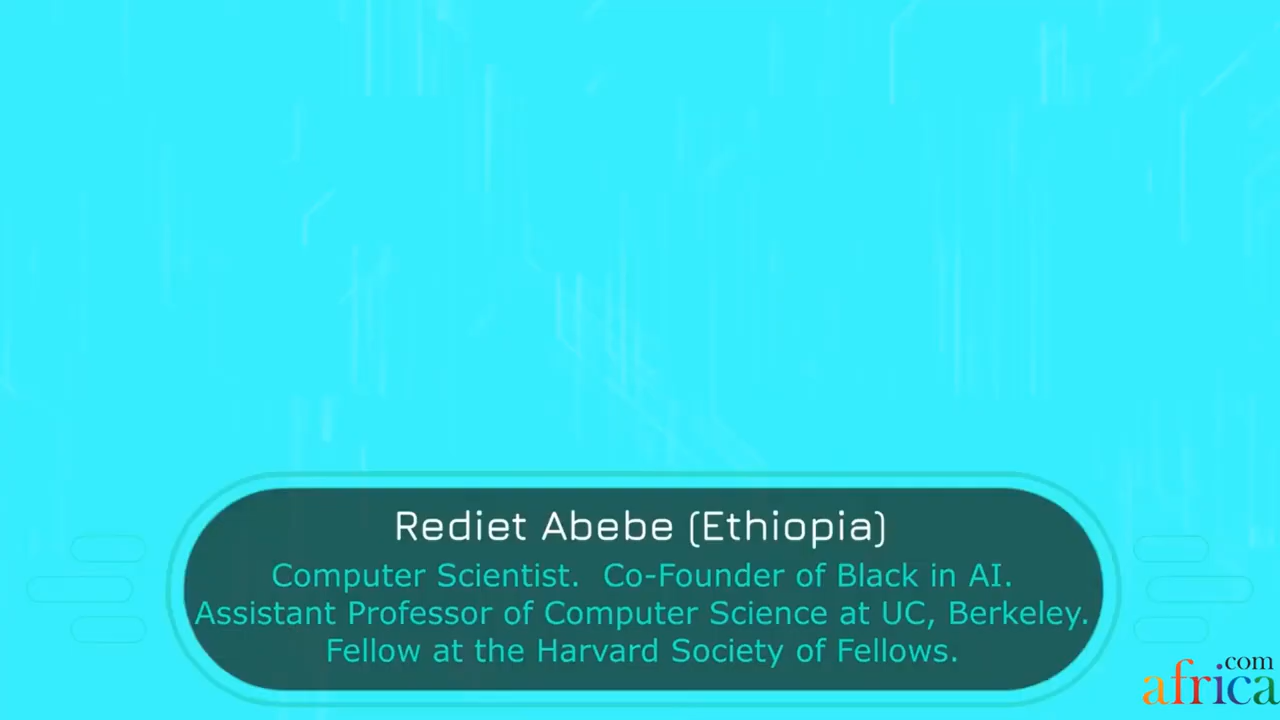 Rediet Abebe (Ethiopia)
Computer Scientist.  Co-Founder of Black in AI.
Assistant Professor of Computer Science at UC, Berkeley.
Fellow at the Harvard Society of Fellows.
.com
africa